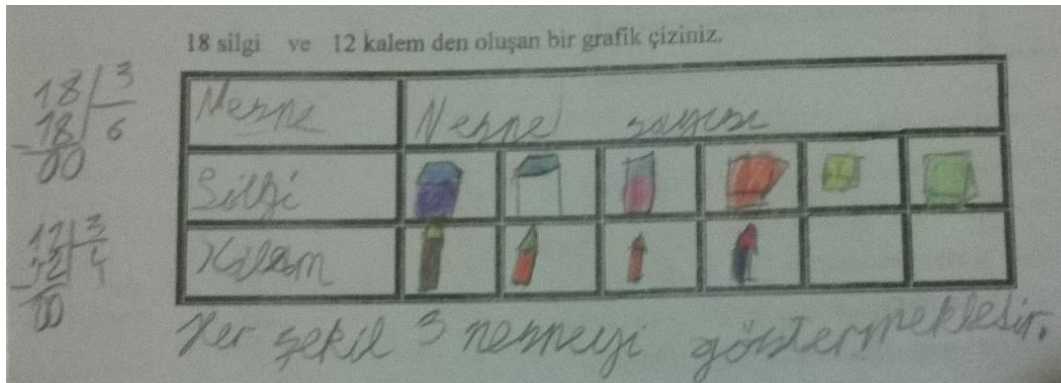 18 silgi ve 12 kalem den oluşan bir grafik çiziniz.
18 3
- 18 6
00
Nesne Nesne sayısı
Silgi
12 3
- 12 4
00
Kalem
Her şekil 3 nesneyi göstermektedir.